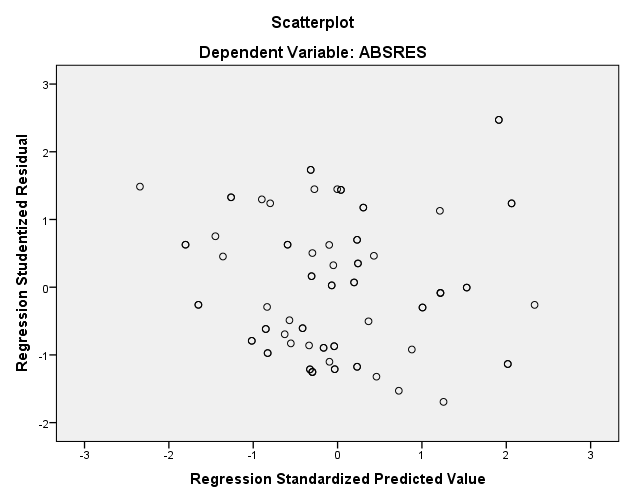 Scatterplot
Dependent Variable: ABSRES
Regression Studentized Residual
3
2
1
0
-1
-2
-3 -2 -1 0 1 2 3
Regression Standardized Predicted Value